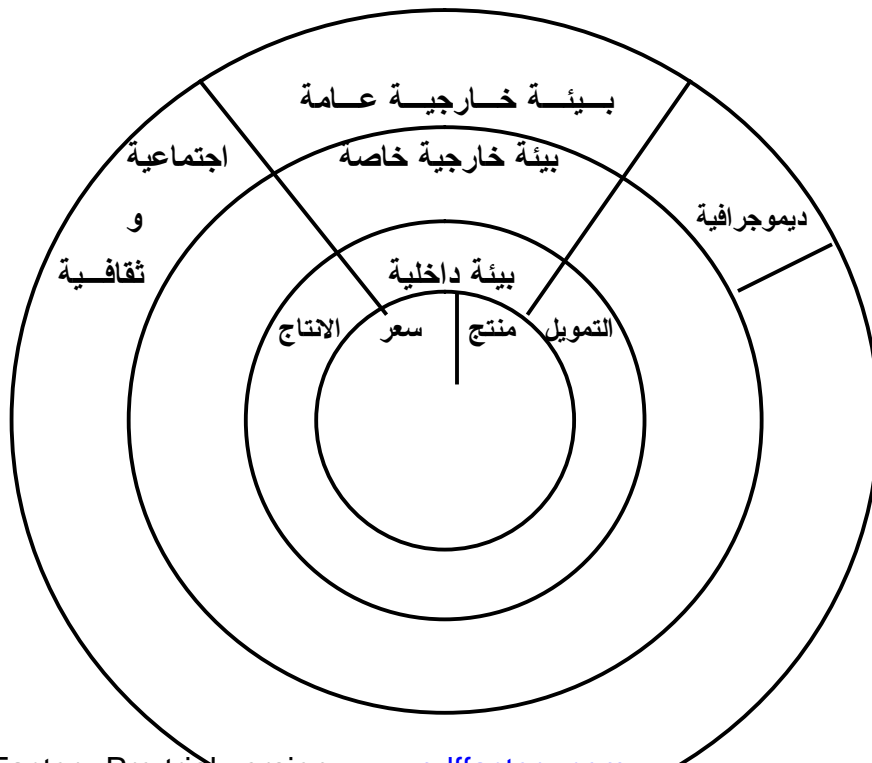 بيئة خارجية عامة
بيئة خارجية خاصة
اجتماعية
و
ثقافية
ديموجرافية
بيئة داخلية
التمويل
منتج
سعر
الانتاج